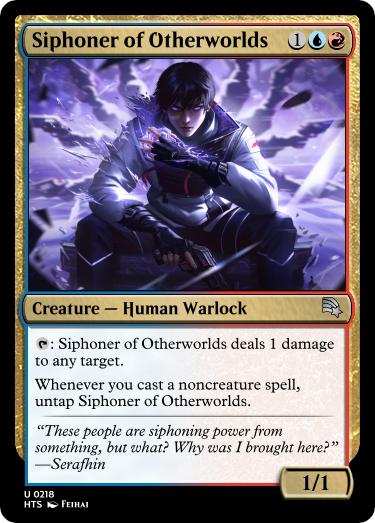 Siphoner of Otherworlds 1
Creature — Human Warlock
: Siphoner of Otherworlds deals 1 damage
to any target.
Whenever you cast a noncreature spell,
untap Siphoner of Otherworlds.
“These people are siphoning power from
something, but what? Why was I brought here?”
—Serafhin
1/1
U 0218
HTS Feihai